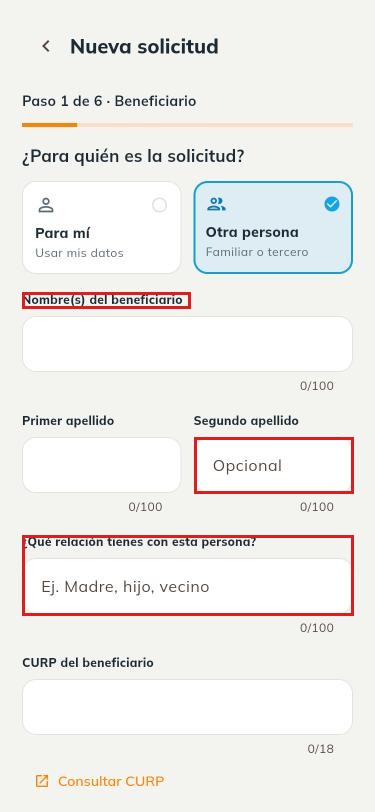 Nueva solicitud
Paso 1 de 6 · Beneficiario
¿Para quién es la solicitud?
Para mí
Usar mis datos
Otra persona
Familiar o tercero
Nombre(s) del beneficiario
0/100
Primer apellido
Segundo apellido
Opcional
0/100
0/100
¿Qué relación tienes con esta persona?
Ej. Madre, hijo, vecino
0/100
CURP del beneficiario
0/18
Consultar CURP